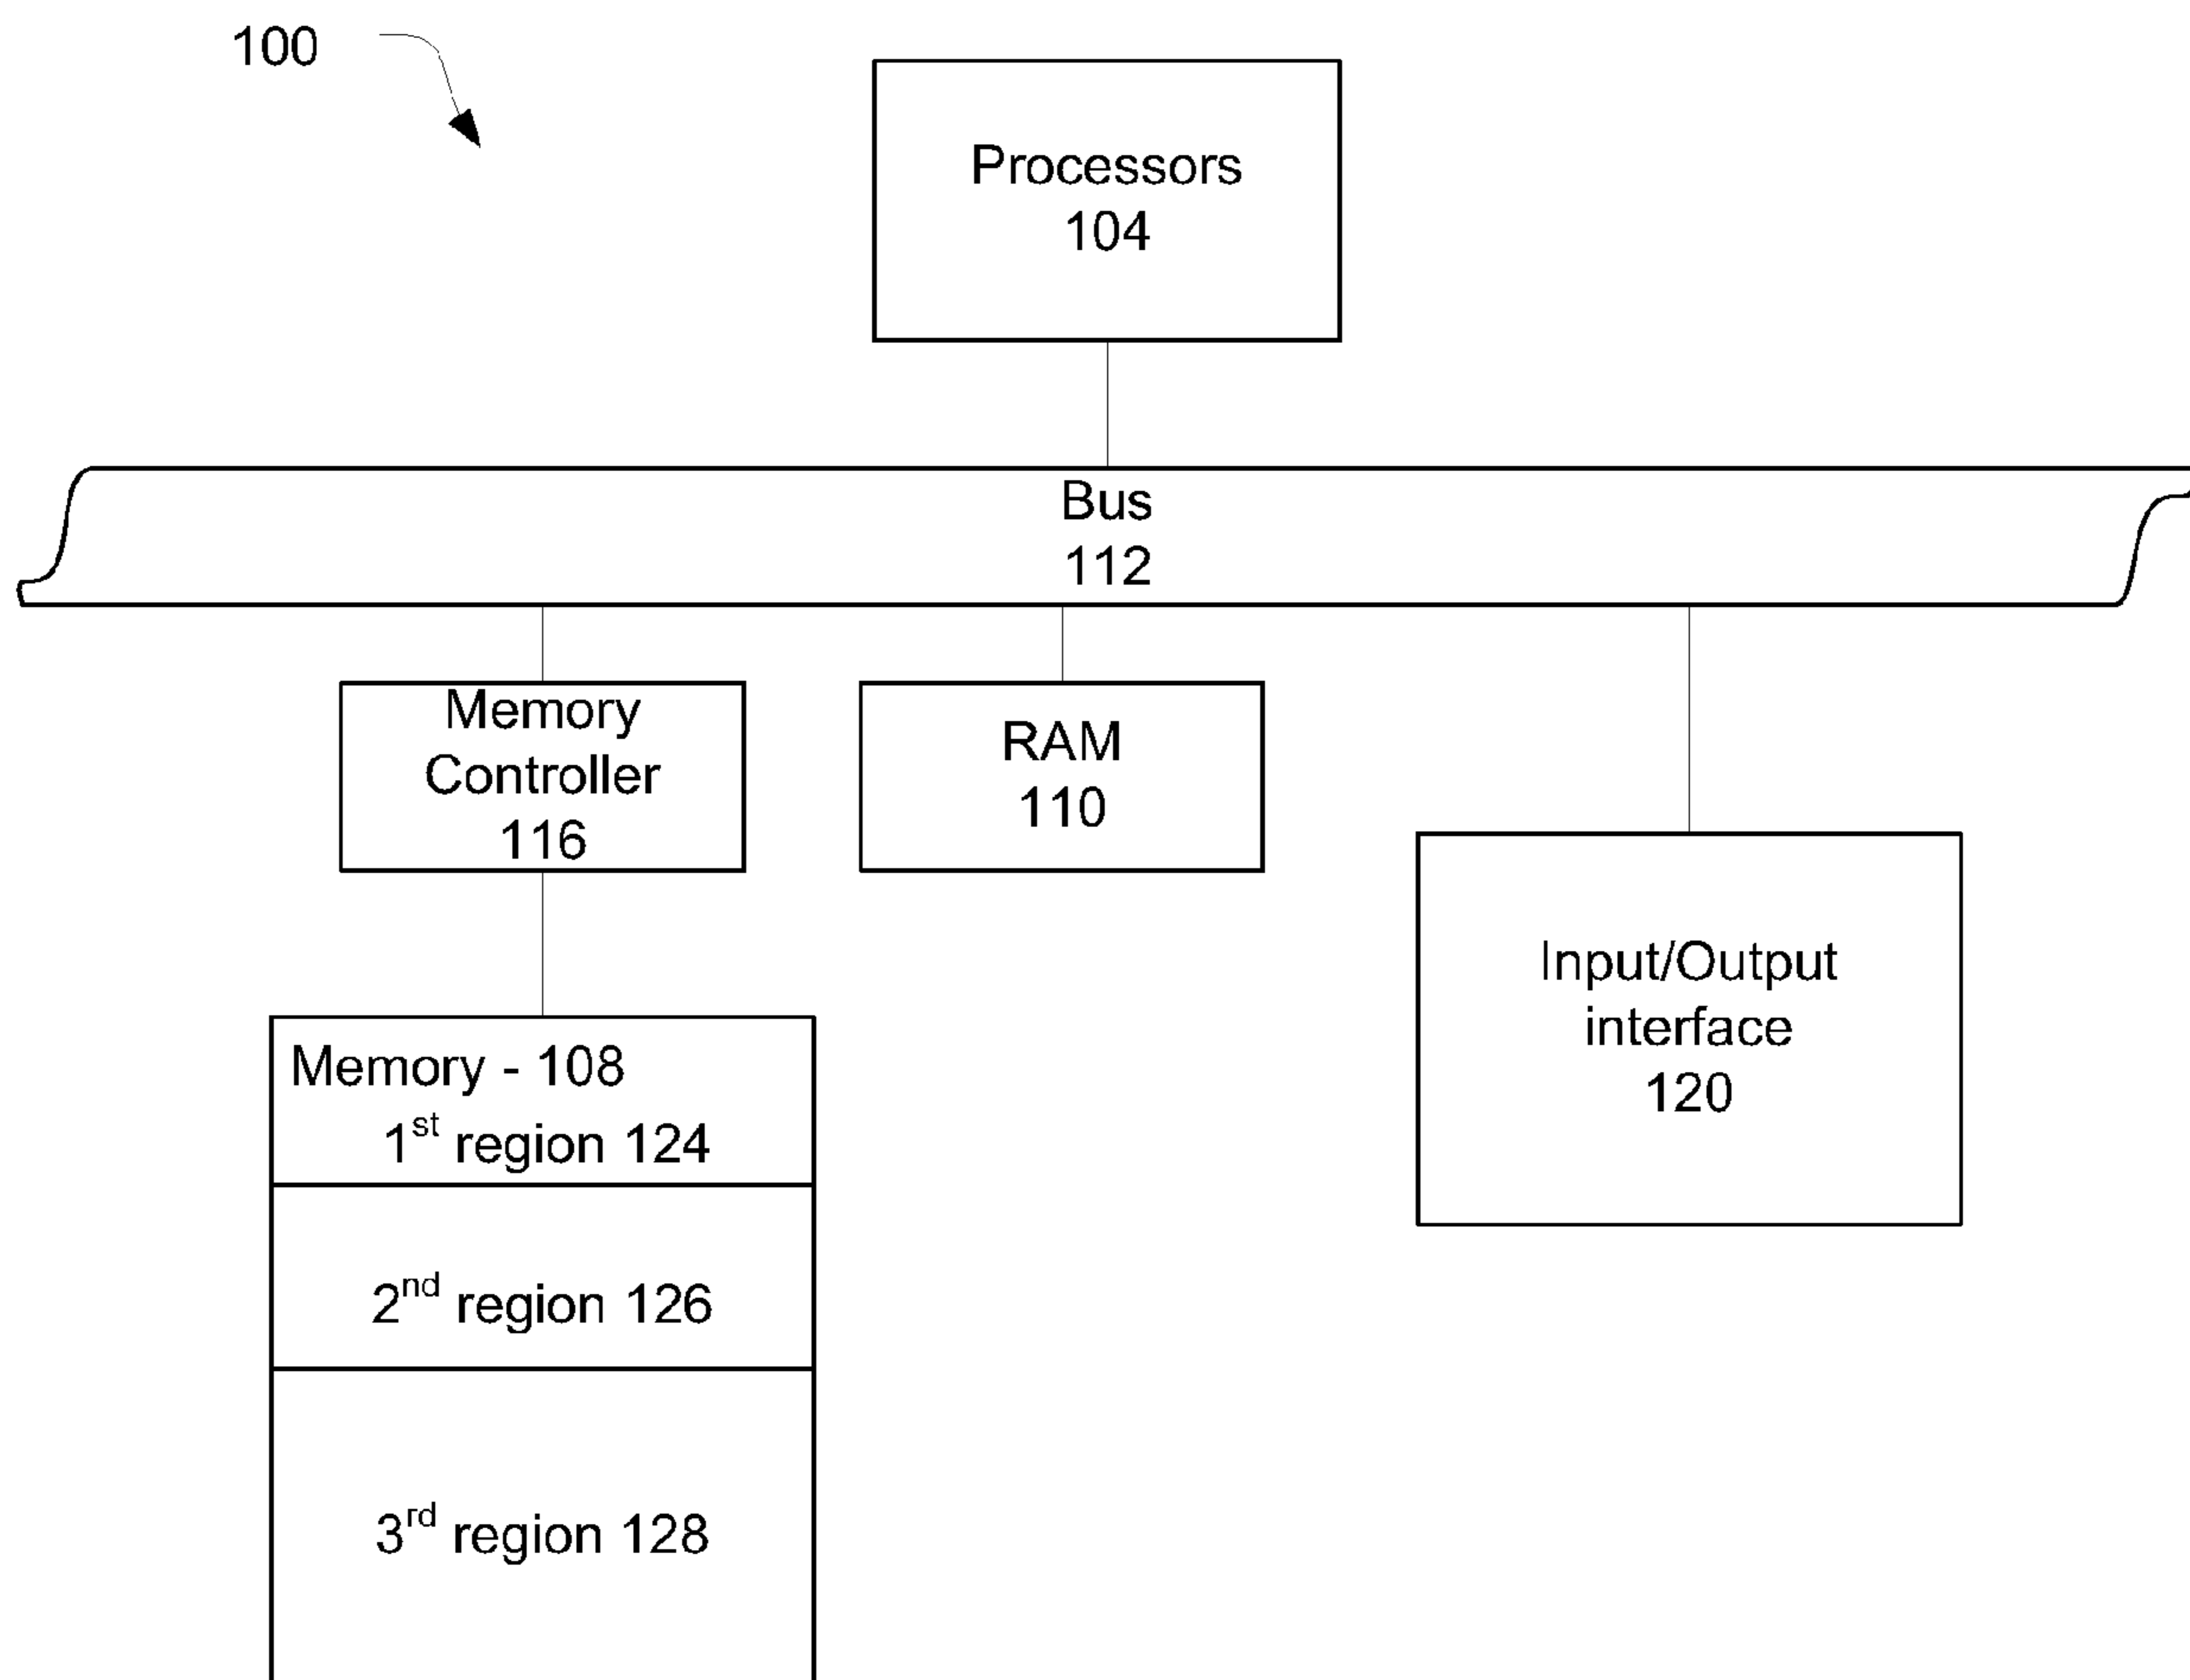 100
Processors
104
Bus
112
Memory
Controller
116
RAM
110
Input/Output
interface
120
Memory - 108
1st region 124
2nd region 126
3rd region 128